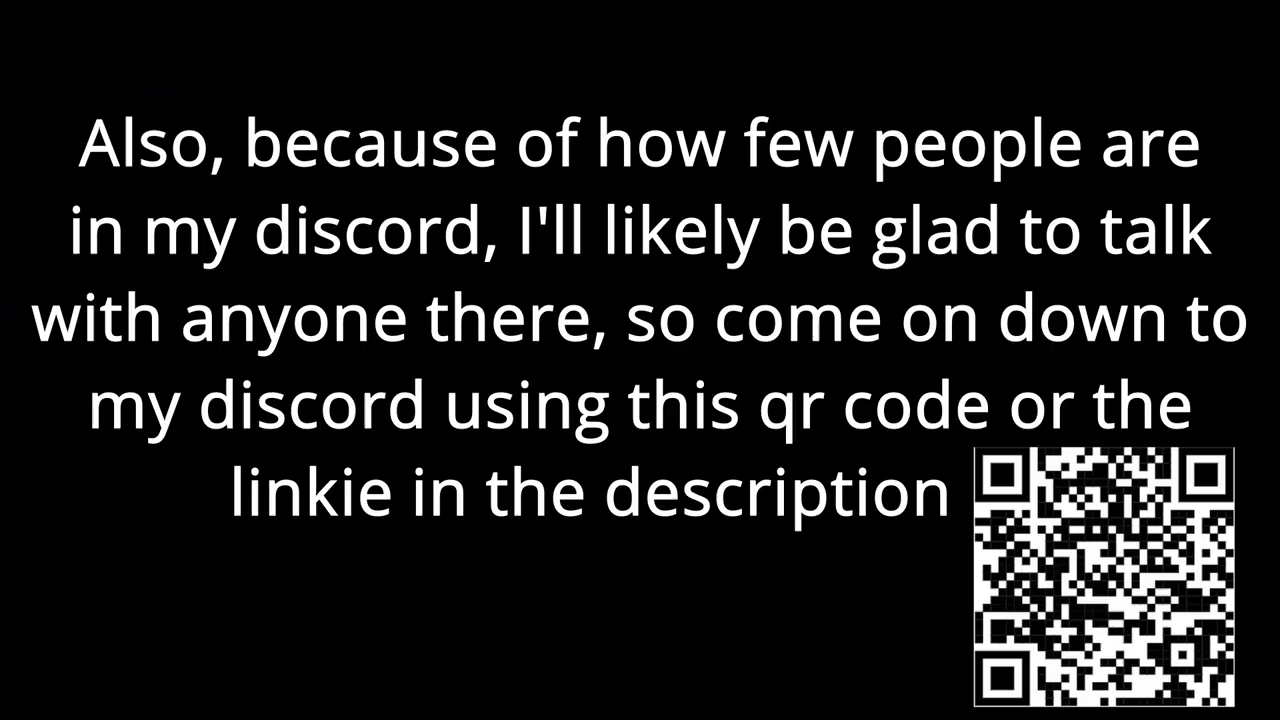 Also, because of how few people are
in my discord, I'll likely be glad to talk
with anyone there, so come on down to
my discord using this qr code or the
linkie in the description